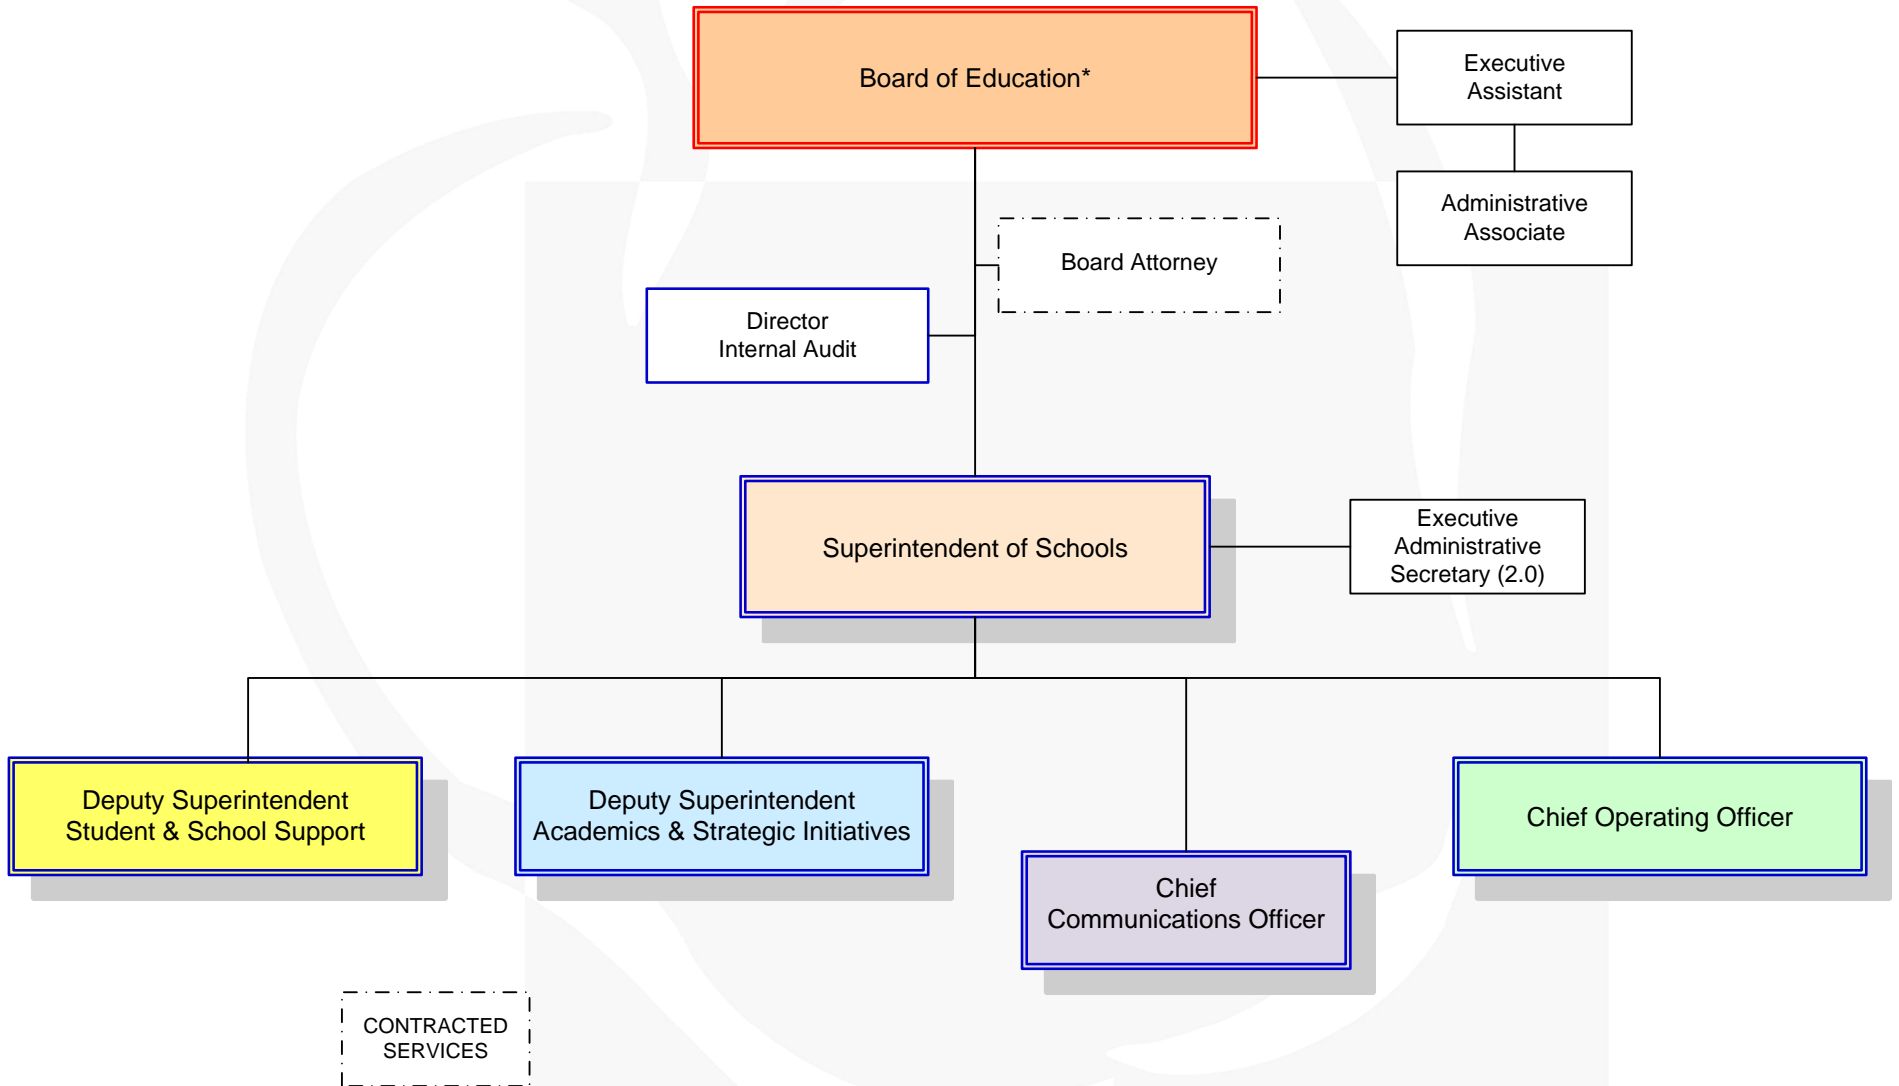 Board of Education*
Executive
Assistant
Administrative
Associate
Board Attorney
Director
Internal Audit
Superintendent of Schools
Executive
Administrative
Secretary (2.0)
Deputy Superintendent
Student & School Support
Deputy Superintendent
Academics & Strategic Initiatives
Chief
Communications Officer
Chief Operating Officer
CONTRACTED
SERVICES